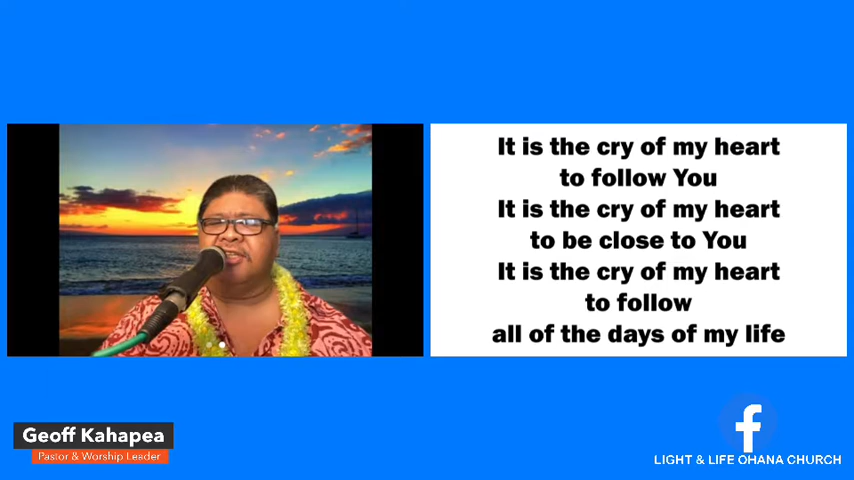 It is the cry of my heart
to follow You
It is the cry of my heart
to be close to You
It is the cry of my heart
to follow
all of the days of my life
Geoff Kahapea
Pastor & Worship Leader
f
LIGHT & LIFE OHANA CHURCH